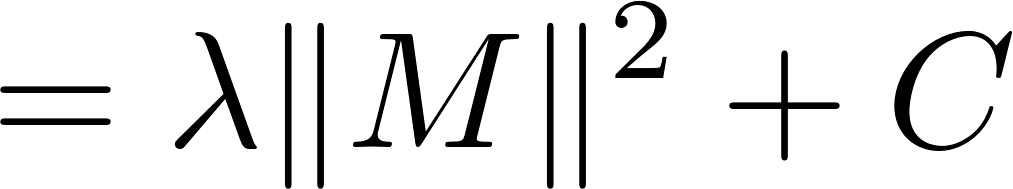 = λ‖M‖² + C